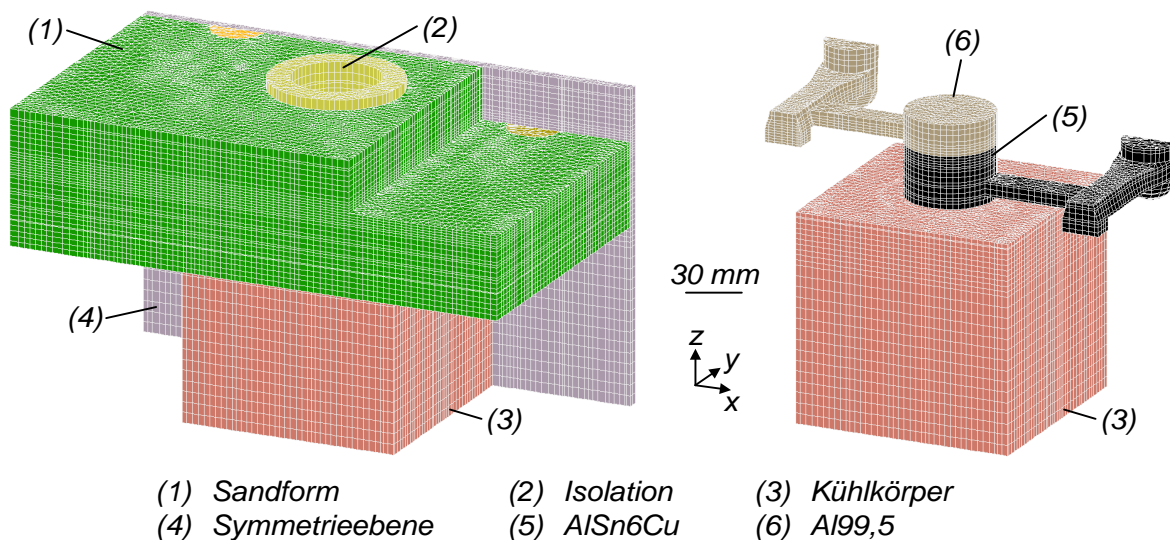 (1)
(2)
(6)
(5)
30 mm
(4)
z
y
x
(3)
(3)
(1) Sandform (2) Isolation (3) Kühlkörper
(4) Symmetrieebene (5) AlSn6Cu (6) Al99,5